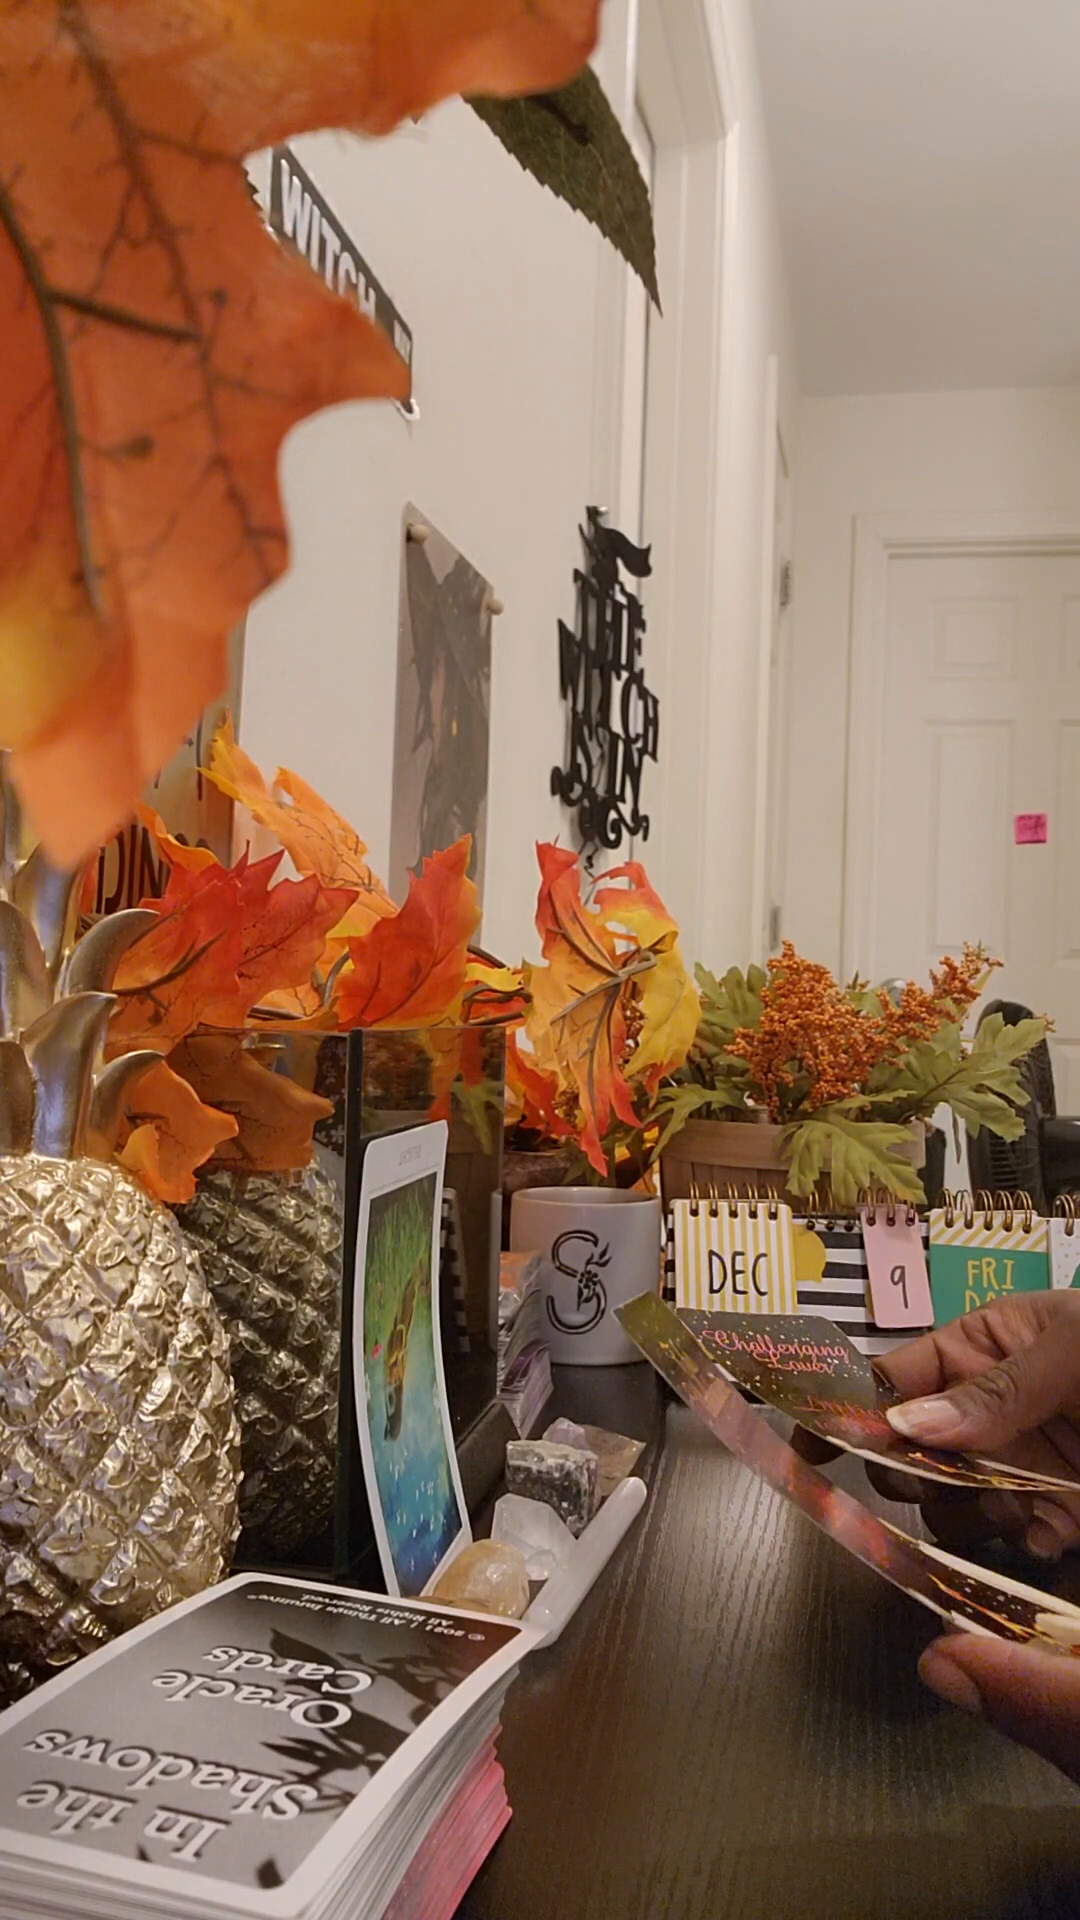 WITCH
THE
WITCH
IS IN
DIN
S
DEC
9
FRI
Challenging
Lover
© 2021 | All Things Intuitive
All Rights Reserved.
In the
Shadows
Oracle
Cards